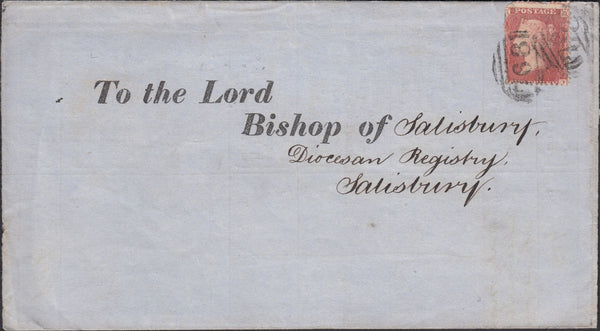 POSTAGE
To the Lord
Bishop of Salisbury.
Diocesan Registry.
Salisbury.